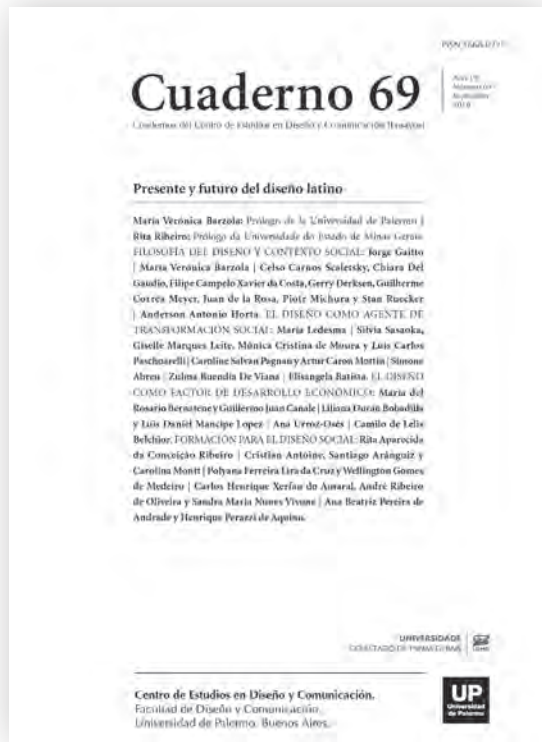 ISSN 1668-0227
Año 19
Número 69
Septiembre
2018
Cuaderno 69
Cuadernos del Centro de Estudios en Diseño y Comunicación [Ensayos]
Presente y futuro del diseño latino
María Verónica Barzola: Prólogo de la Universidad de Palermo |
Rita Ribeiro: Prólogo da Universidade do Estado de Minas Gerais.
FILOSOFÍA DEL DISEÑO Y CONTEXTO SOCIAL: Jorge Gaitto
| María Verónica Barzola | Celso Carnos Scaletsky, Chiara Del
Gaudio, Filipe Campelo Xavier da Costa, Gerry Derksen, Guilherme
Corrêa Meyer, Juan de la Rosa, Piotr Michura y Stan Ruecker
| Anderson Antonio Horta. EL DISEÑO COMO AGENTE DE
TRANSFORMACIÓN SOCIAL: María Ledesma | Silvia Sasaoka,
Giselle Marques Leite, Mônica Cristina de Moura y Luis Carlos
Paschoarelli | Caroline Salvan Pagnan y Artur Caron Mottin | Simone
Abreu | Zulma Buendía De Viana | Elisangela Batista. EL DISEÑO
COMO FACTOR DE DESARROLLO ECONÓMICO: María del
Rosario Bernatene y Guillermo Juan Canale | Liliana Durán Bobadilla
y Luis Daniel Mancipe Lopez | Ana Urroz-Osés | Camilo de Lelis
Belchior. FORMACIÓN PARA EL DISEÑO SOCIAL: Rita Aparecida
da Conceição Ribeiro | Cristian Antoine, Santiago Aránguiz y
Carolina Montt | Polyana Ferreira Lira da Cruz y Wellington Gomes
de Medeiro | Carlos Henrique Xerfan do Amaral, André Ribeiro
de Oliveira y Sandra Maria Nunes Vivone | Ana Beatriz Pereira de
Andrade y Henrique Perazzi de Aquino.
UNIVERSIDADE
DO ESTADO DE MINAS GERAIS
Centro de Estudios en Diseño y Comunicación.
Facultad de Diseño y Comunicación.
Universidad de Palermo. Buenos Aires.
UP
Universidad
de Palermo